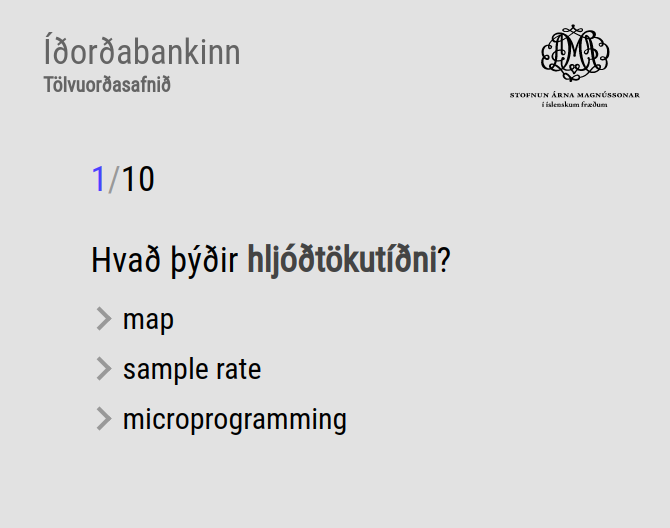 Íðorðabankinn
Tölvuorðasafnið
STOFNUN ÁRNA MAGNÚSSONAR
í íslenskum fræðum
1/10
Hvað þýðir hljóðtökutíðni?
map
sample rate
microprogramming